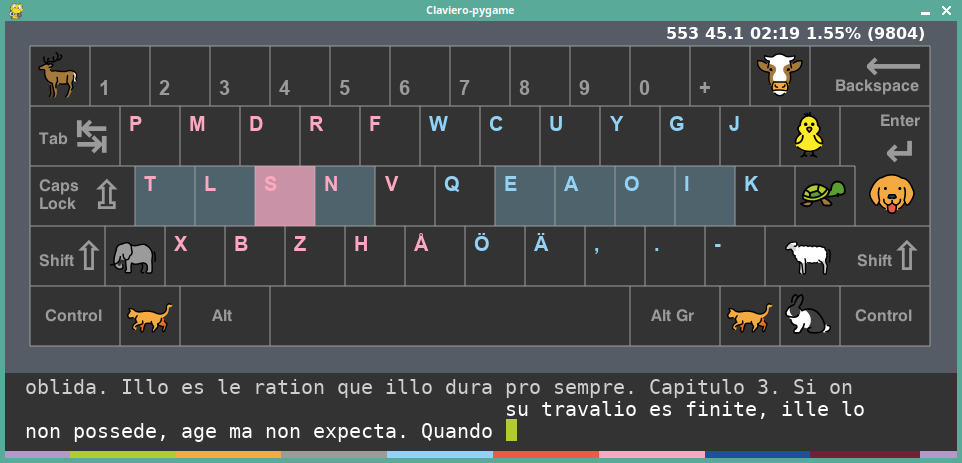 Claviero-pygame
553 45.1 02:19 1.55% (9804)
1 2 3 4 5 6 7 8 9 0 + Backspace
Tab P M D R F W C U Y G J Enter
Caps Lock T L S N V Q E A O I K
Shift X B Z H Å Ö Ä , . - Shift
Control Alt Alt Gr Control
oblida. Illo es le ration que illo dura pro sempre. Capitulo 3. Si on
su travalio es finite, ille lo
non possede, age ma non expecta. Quando